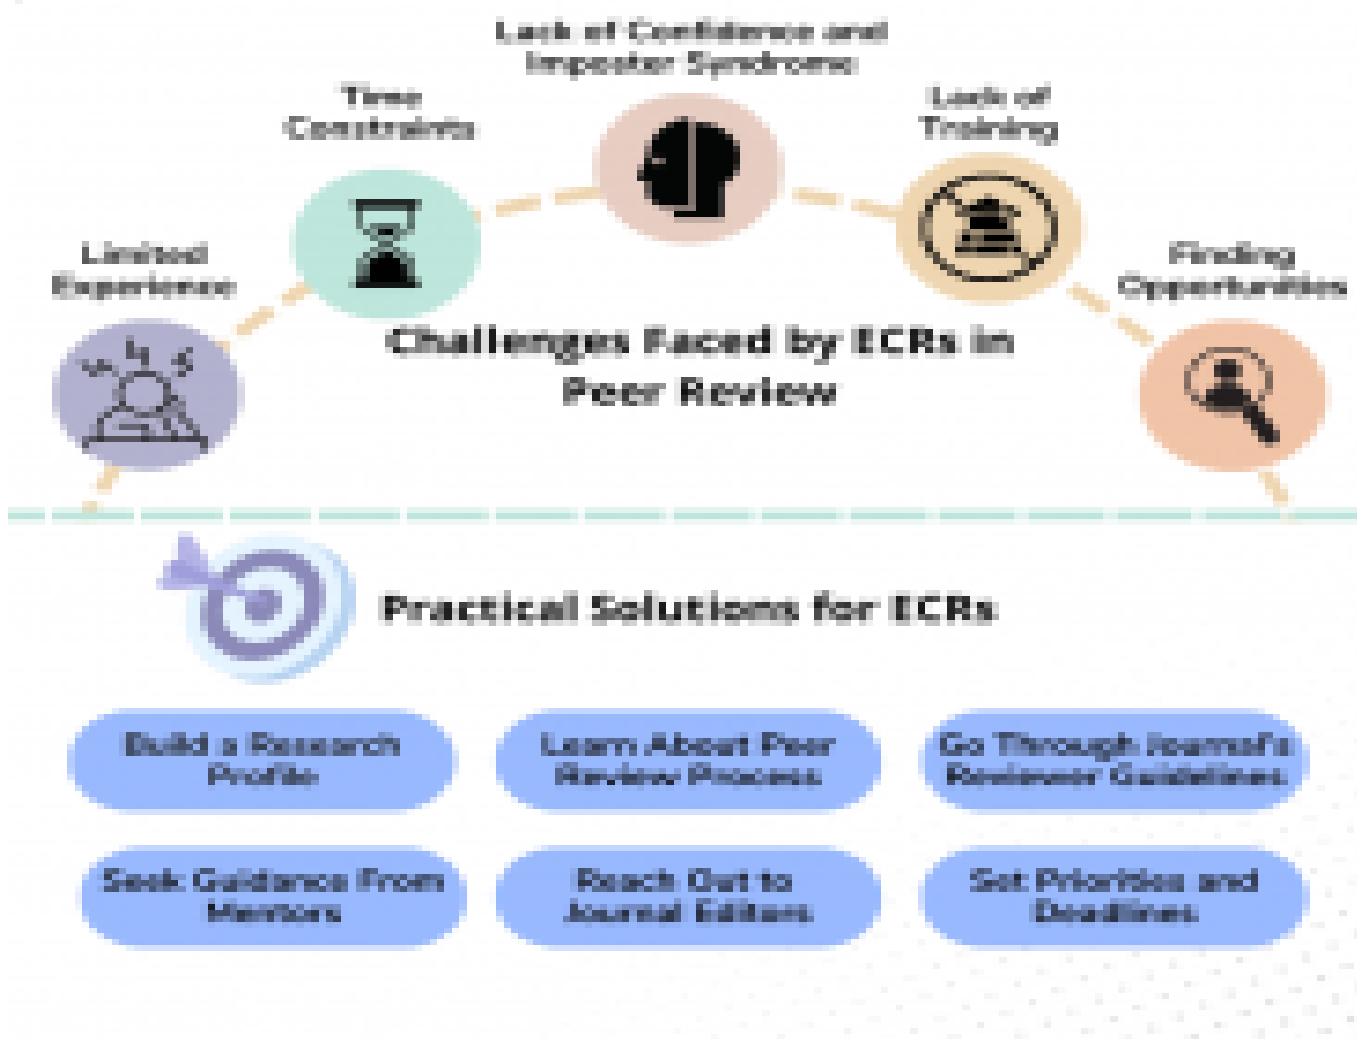 Lack of Confidence and
Imposter Syndrome
Time
Constraints
Lack of
Training
Limited
Experience
Finding
Opportunities
Challenges Faced by ECRs in
Peer Review
Practical Solutions for ECRs
Build a Research
Profile
Learn About Peer
Review Process
Go Through Journal's
Reviewer Guidelines
Seek Guidance From
Mentors
Reach Out to
Journal Editors
Set Priorities and
Deadlines